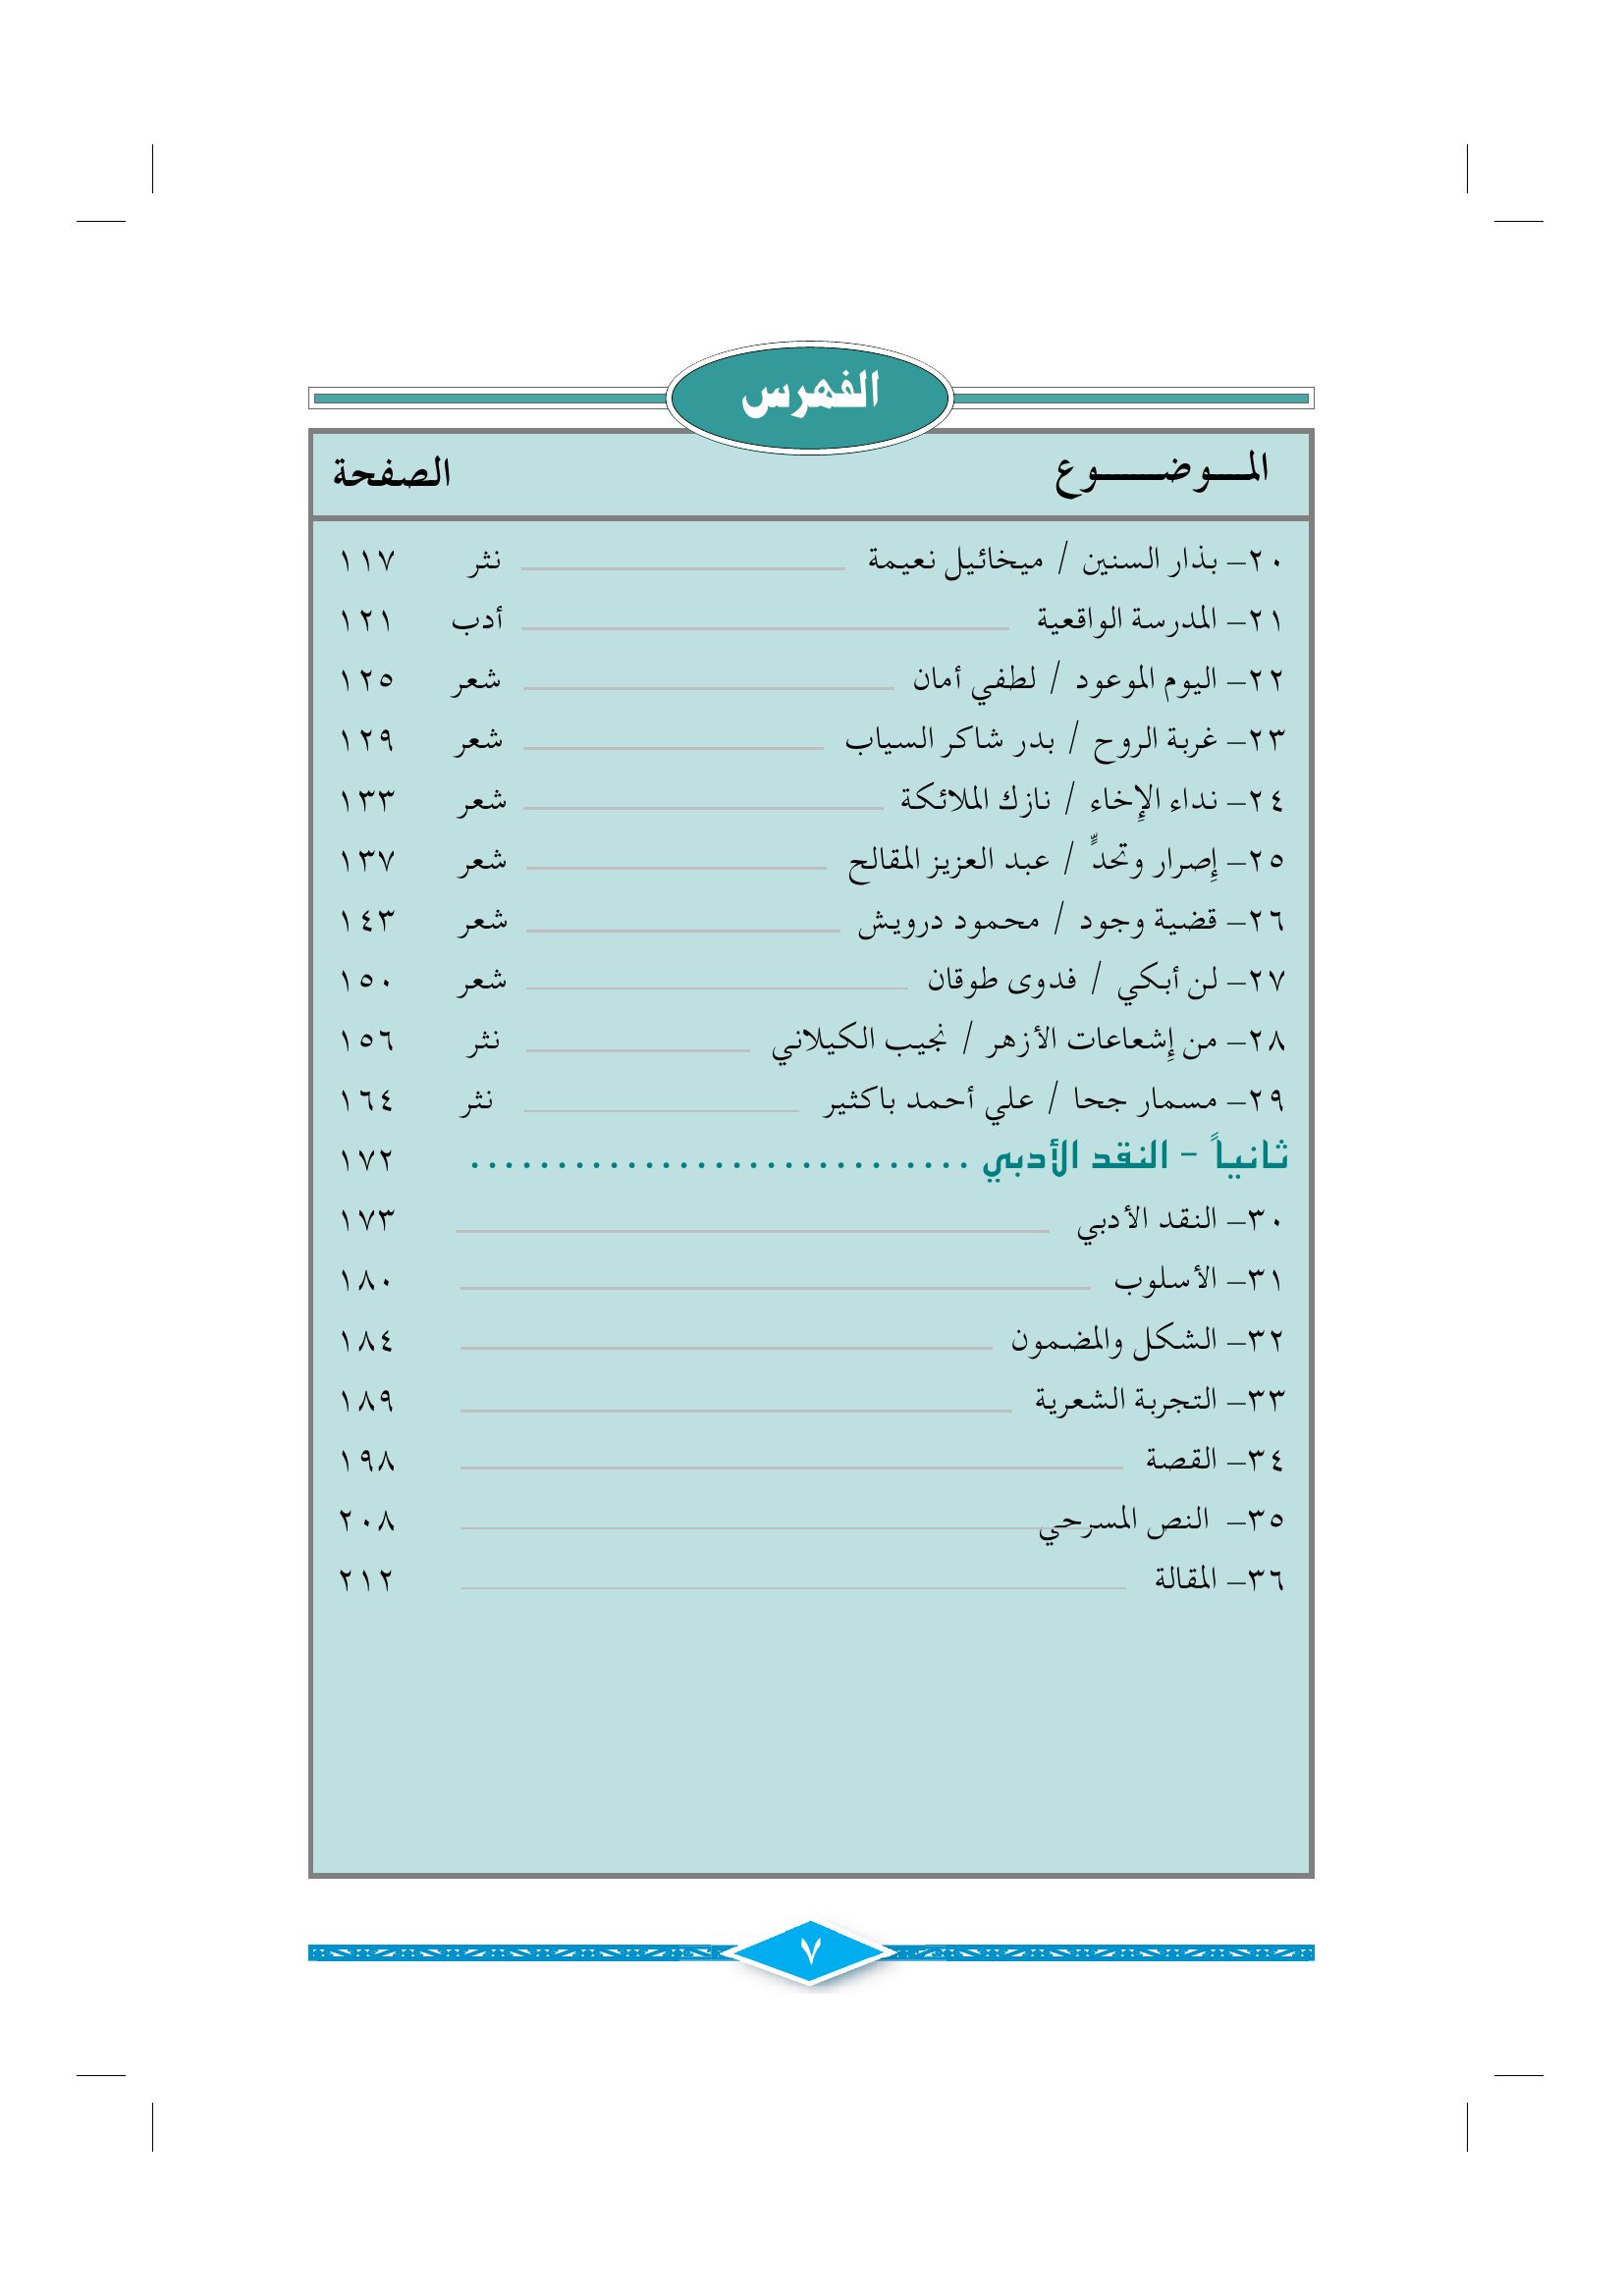 الفهرس
المـــوضـــــوع الصفحة
٢٠– بذار السنين / ميخائيل نعيمة نثر ١١٧
٢١– المدرسة الواقعية أدب ١٢١
٢٢– اليوم الموعود / لطفي أمان شعر ١٢٥
٢٣– غربة الروح / بدر شاكر السياب شعر ١٢٩
٢٤– نداء الإِخاء / نازك الملائكة شعر ١٣٣
٢٥– إِصرار وتحدٍّ / عبد العزيز المقالح شعر ١٣٧
٢٦– قضية وجود / محمود درويش شعر ١٤٣
٢٧– لن أبكي / فدوى طوقان شعر ١٥٠
٢٨– من إِشعاعات الأزهر / نجيب الكيلاني نثر ١٥٦
٢٩– مسمار جحا / علي أحمد باكثير نثر ١٦٤
ثانياً - النقد الأدبي ............................ ١٧٢
٣٠– النقد الأدبي ١٧٣
٣١– الأسلوب ١٨٠
٣٢– الشكل والمضمون ١٨٤
٣٣– التجربة الشعرية ١٨٩
٣٤– القصة ١٩٨
٣٥– النص المسرحي ٢٠٨
٣٦– المقالة ٢١٢
٧